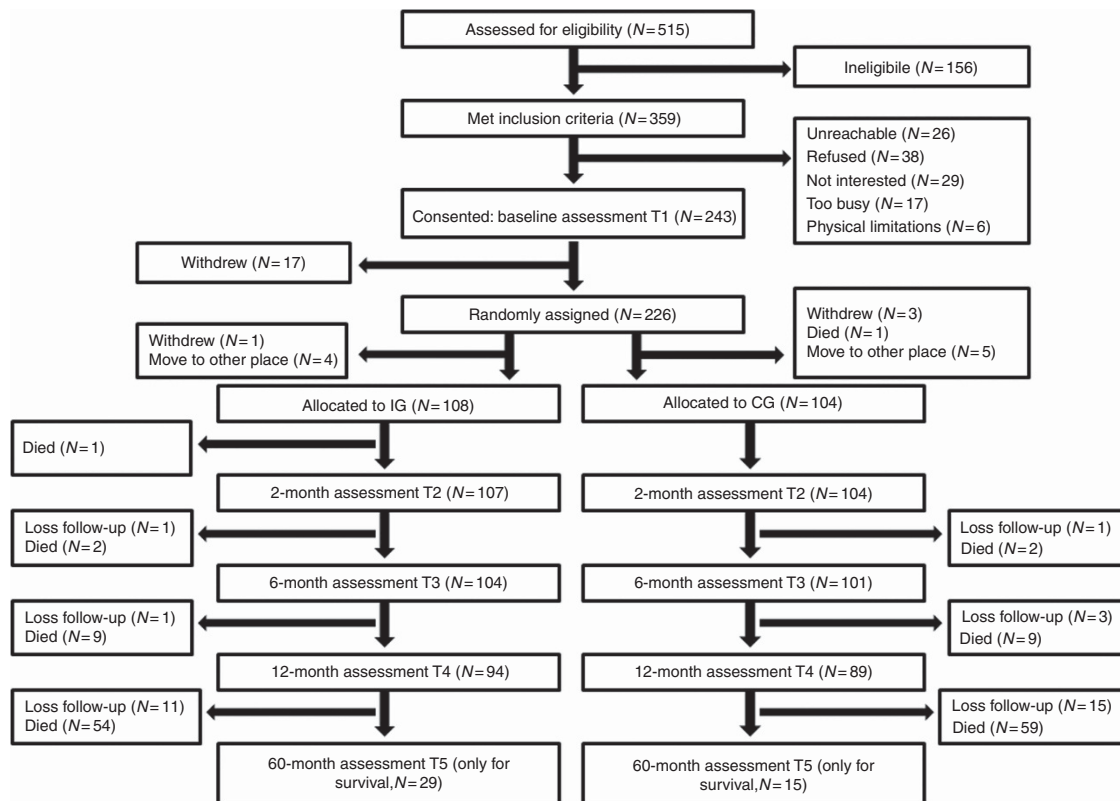 Assessed for eligibility (N=515)
Ineligibile (N=156)
Met inclusion criteria (N=359)
Unreachable (N=26)
Refused (N=38)
Not interested (N=29)
Too busy (N=17)
Physical limitations (N=6)
Consented: baseline assessment T1 (N=243)
Withdrew (N=17)
Randomly assigned (N=226)
Withdrew (N=1)
Move to other place (N=4)
Withdrew (N=3)
Died (N=1)
Move to other place (N=5)
Allocated to IG (N=108)
Allocated to CG (N=104)
Died (N=1)
2-month assessment T2 (N=107)
2-month assessment T2 (N=104)
Loss follow-up (N=1)
Died (N=2)
Loss follow-up (N=1)
Died (N=2)
6-month assessment T3 (N=104)
6-month assessment T3 (N=101)
Loss follow-up (N=1)
Died (N=9)
Loss follow-up (N=3)
Died (N=9)
12-month assessment T4 (N=94)
12-month assessment T4 (N=89)
Loss follow-up (N=11)
Died (N=54)
Loss follow-up (N=15)
Died (N=59)
60-month assessment T5 (only for
survival,N=29)
60-month assessment T5 (only for
survival,N=15)